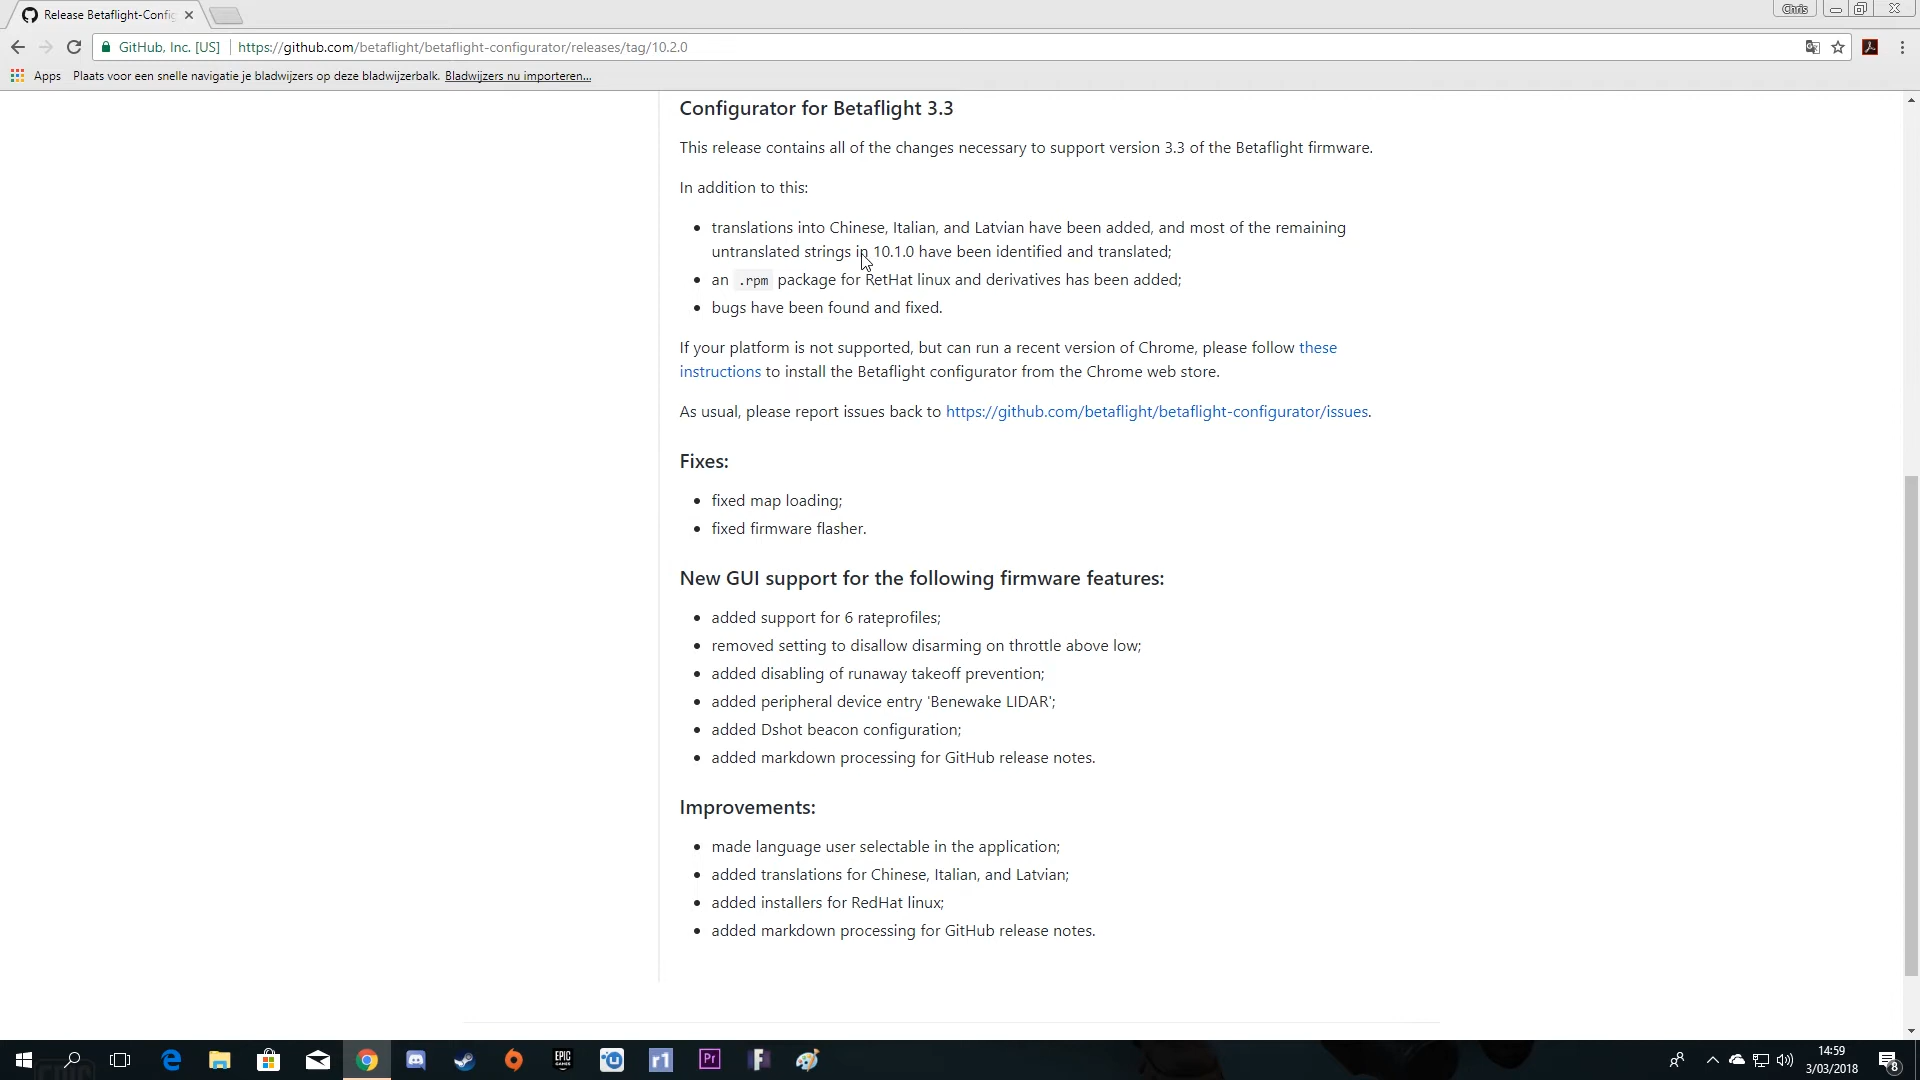 Release Betaflight-Config
Chris
GitHub, Inc. [US]
https://github.com/betaflight/betaflight-configurator/releases/tag/10.2.0
Apps
Plaats voor een snelle navigatie je bladwijzers op deze bladwijzerbalk. Bladwijzers nu importeren...
Configurator for Betaflight 3.3
This release contains all of the changes necessary to support version 3.3 of the Betaflight firmware.
In addition to this:
translations into Chinese, Italian, and Latvian have been added, and most of the remaining
untranslated strings in 10.1.0 have been identified and translated;
an .rpm package for RetHat linux and derivatives has been added;
bugs have been found and fixed.
If your platform is not supported, but can run a recent version of Chrome, please follow these
instructions to install the Betaflight configurator from the Chrome web store.
As usual, please report issues back to https://github.com/betaflight/betaflight-configurator/issues.
Fixes:
fixed map loading;
fixed firmware flasher.
New GUI support for the following firmware features:
added support for 6 rateprofiles;
removed setting to disallow disarming on throttle above low;
added disabling of runaway takeoff prevention;
added peripheral device entry 'Benewake LIDAR';
added Dshot beacon configuration;
added markdown processing for GitHub release notes.
Improvements:
made language user selectable in the application;
added translations for Chinese, Italian, and Latvian;
added installers for RedHat linux;
added markdown processing for GitHub release notes.
EPIC
GAMES
r1
Pr
14:59
3/03/2018
8